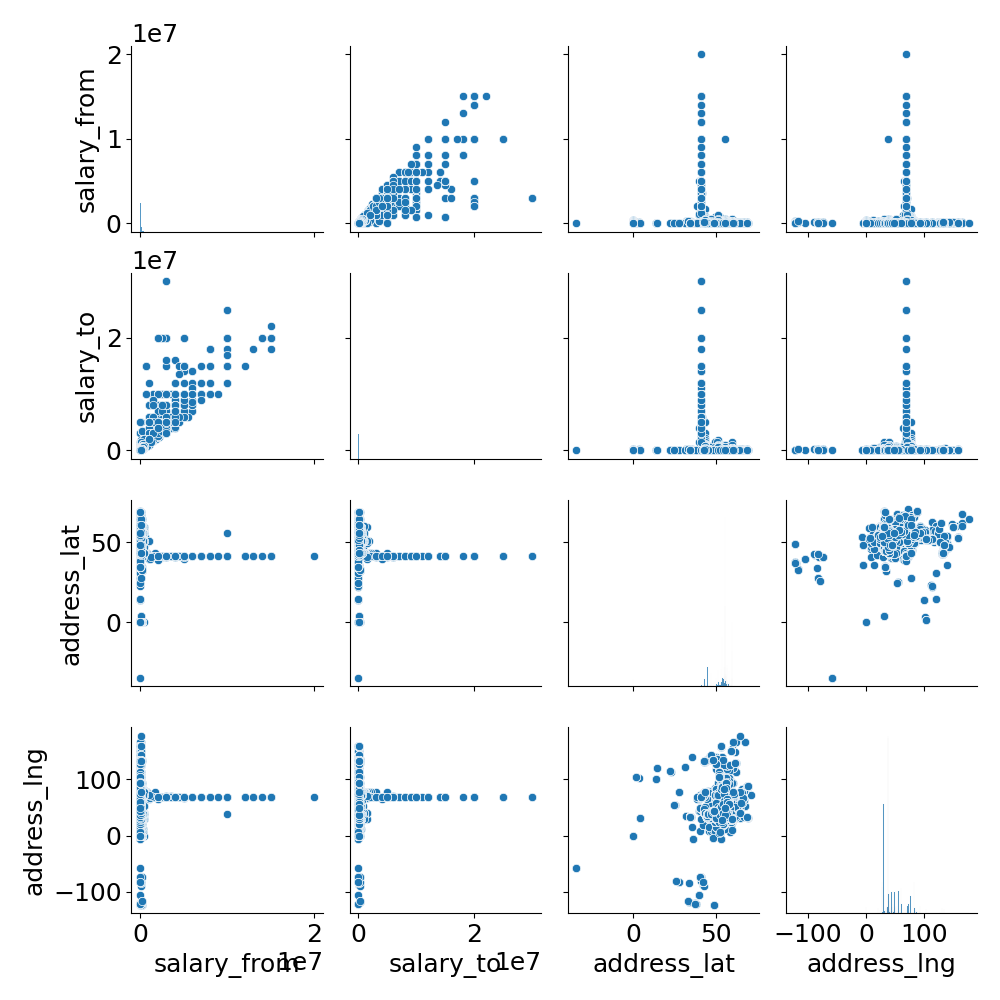 1e7
2
1
0
salary_from
1e7
2
0
salary_to
50
0
address_lat
100
0
−100
address_lng
0 2
1e7
salary_from
0 2
1e7
salary_to
0 50
address_lat
−100 0 100
address_lng